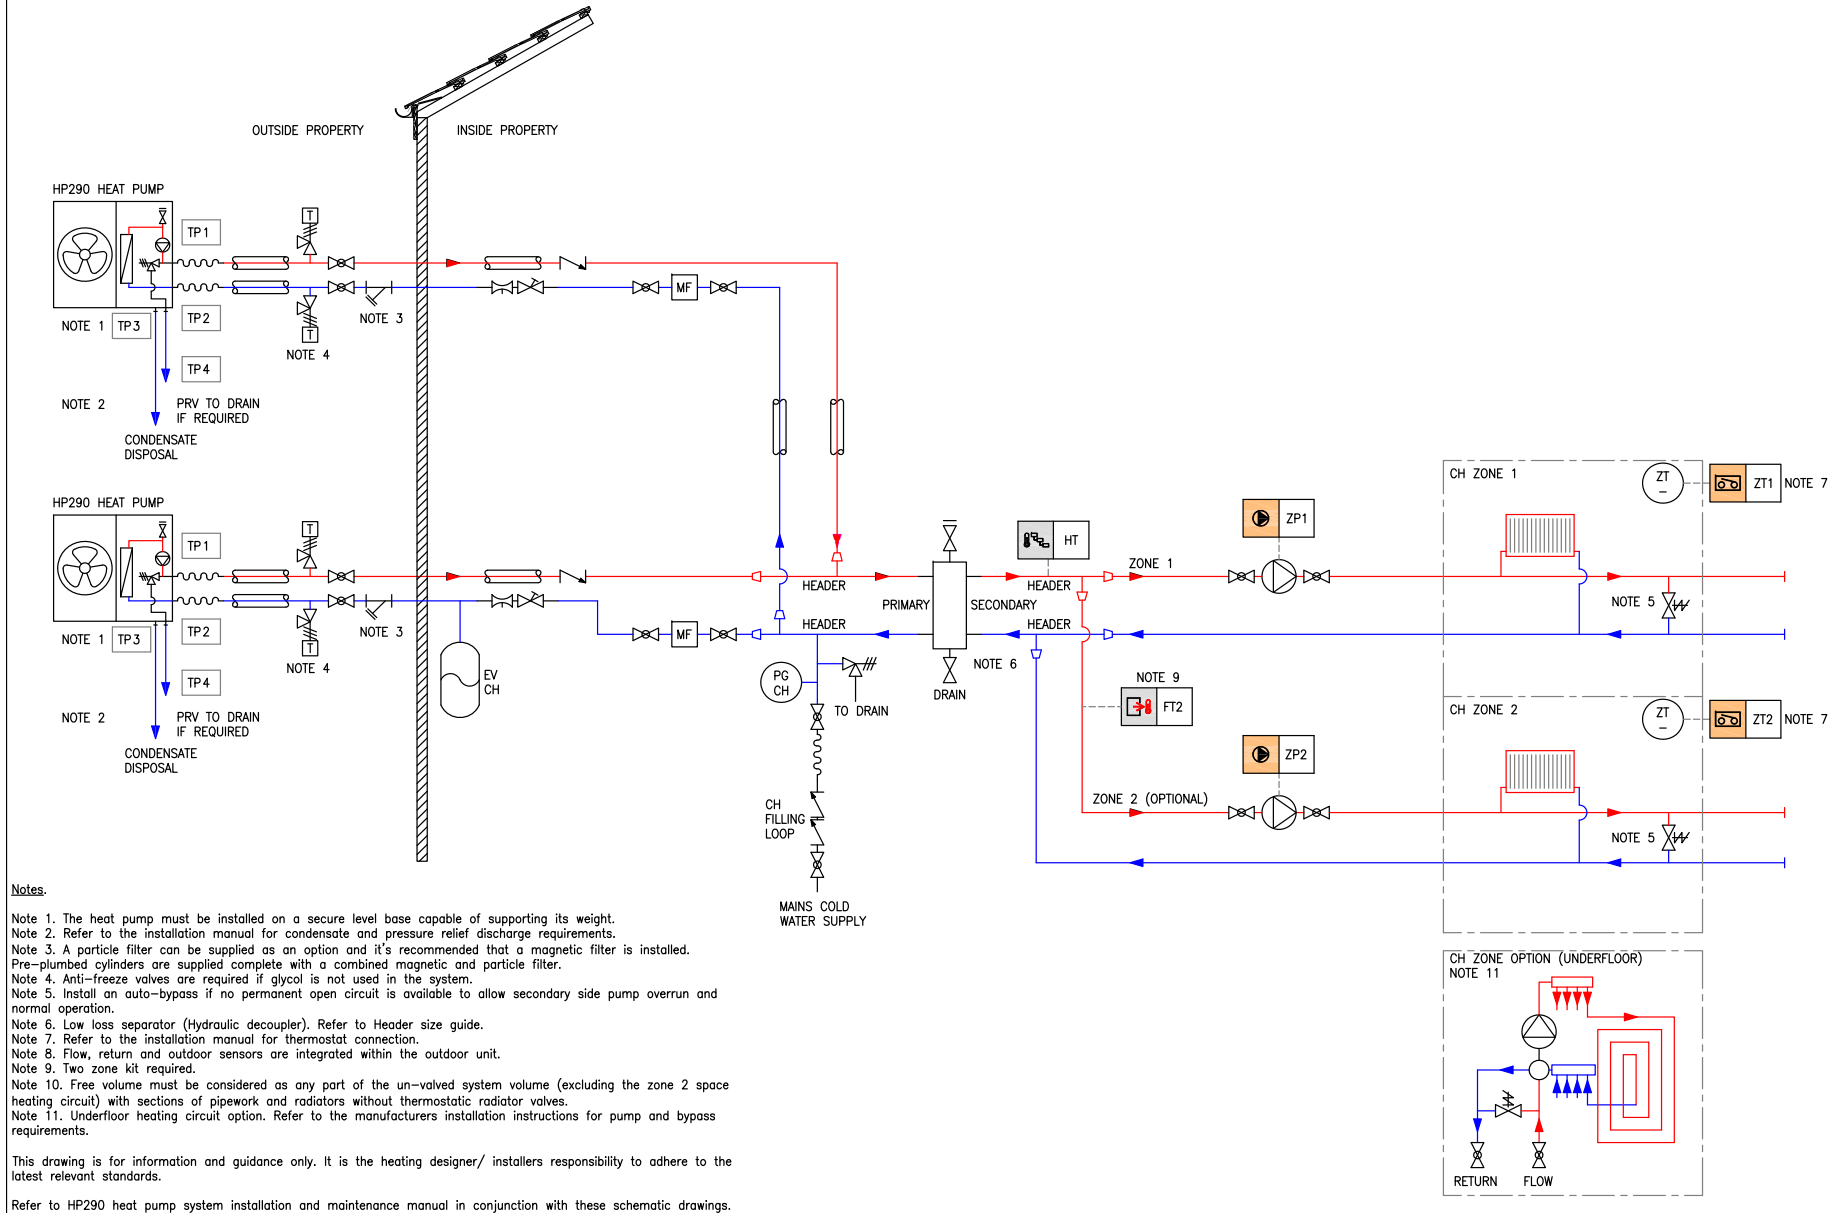 OUTSIDE PROPERTY
INSIDE PROPERTY
HP290 HEAT PUMP
TP1
T
TP2
NOTE 1
TP3
NOTE 3
MF
T
NOTE 4
TP4
NOTE 2
PRV TO DRAIN
IF REQUIRED
CONDENSATE
DISPOSAL
HP290 HEAT PUMP
TP1
T
TP2
NOTE 1
TP3
NOTE 3
MF
T
NOTE 4
TP4
NOTE 2
PRV TO DRAIN
IF REQUIRED
CONDENSATE
DISPOSAL
EV
CH
HEADER
HEADER
PRIMARY
SECONDARY
HEADER
HEADER
NOTE 6
DRAIN
PG
CH
TO DRAIN
CH
FILLING
LOOP
MAINS COLD
WATER SUPPLY
HT
ZONE 1
ZP1
NOTE 9
FT2
ZP2
ZONE 2 (OPTIONAL)
CH ZONE 1
ZT
–
ZT1
NOTE 7
NOTE 5
CH ZONE 2
ZT
–
ZT2
NOTE 7
NOTE 5
CH ZONE OPTION (UNDERFLOOR)
NOTE 11
RETURN
FLOW
Notes.
Note 1. The heat pump must be installed on a secure level base capable of supporting its weight.
Note 2. Refer to the installation manual for condensate and pressure relief discharge requirements.
Note 3. A particle filter can be supplied as an option and it's recommended that a magnetic filter is installed.
Pre-plumbed cylinders are supplied complete with a combined magnetic and particle filter.
Note 4. Anti-freeze valves are required if glycol is not used in the system.
Note 5. Install an auto-bypass if no permanent open circuit is available to allow secondary side pump overrun and
normal operation.
Note 6. Low loss separator (Hydraulic decoupler). Refer to Header size guide.
Note 7. Refer to the installation manual for thermostat connection.
Note 8. Flow, return and outdoor sensors are integrated within the outdoor unit.
Note 9. Two zone kit required.
Note 10. Free volume must be considered as any part of the un-valved system volume (excluding the zone 2 space
heating circuit) with sections of pipework and radiators without thermostatic radiator valves.
Note 11. Underfloor heating circuit option. Refer to the manufacturers installation instructions for pump and bypass
requirements.
This drawing is for information and guidance only. It is the heating designer/ installers responsibility to adhere to the
latest relevant standards.
Refer to HP290 heat pump system installation and maintenance manual in conjunction with these schematic drawings.